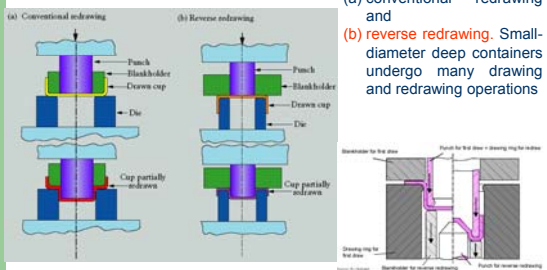 (a) conventional redrawing
and
(b) reverse redrawing. Small-
diameter deep containers
undergo many drawing
and redrawing operations
(a) Conventional redrawing
Punch
Blankholder
Drawn cup
Die
Cup partially
redrawn
(b) Reverse redrawing
Punch
Blankholder
Drawn cup
Die
Cup partially
redrawn
Blankholder for first draw
Punch for first draw = drawing ring for redraw
Drawing ring for
first draw
Blankholder for reverse redrawing
Punch for reverse redrawing